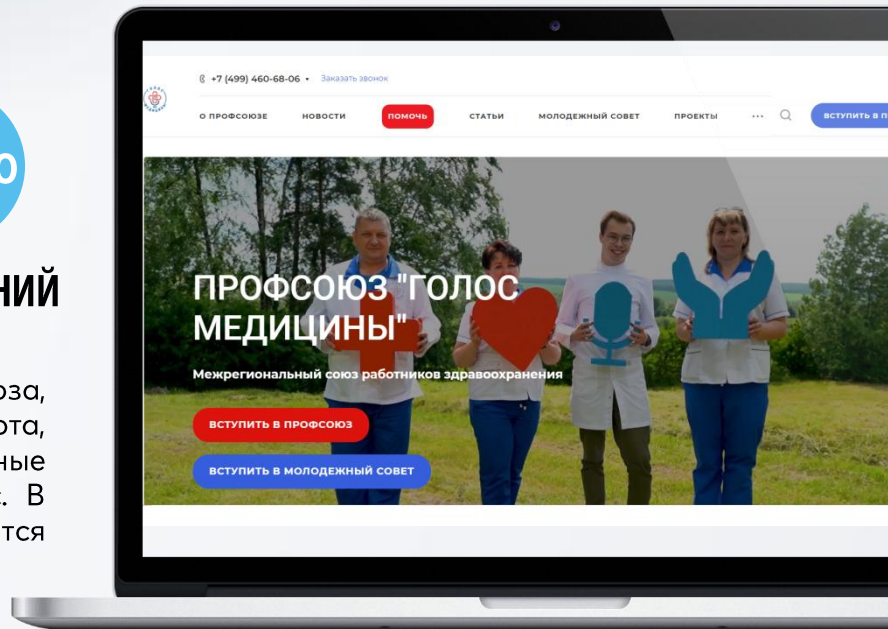 +7 (499) 460-68-06 • Заказать звонок
О ПРОФСОЮЗЕ НОВОСТИ ПОМОЧЬ СТАТЬИ МОЛОДЕЖНЫЙ СОВЕТ ПРОЕКТЫ ... ВСТУПИТЬ В П
ПРОФСОЮЗ "ГОЛОС
МЕДИЦИНЫ"
Межрегиональный союз работников здравоохранения
ВСТУПИТЬ В ПРОФСОЮЗ
ВСТУПИТЬ В МОЛОДЕЖНЫЙ СОВЕТ
НИЙ
юза,
ота,
ные
с. В
тся